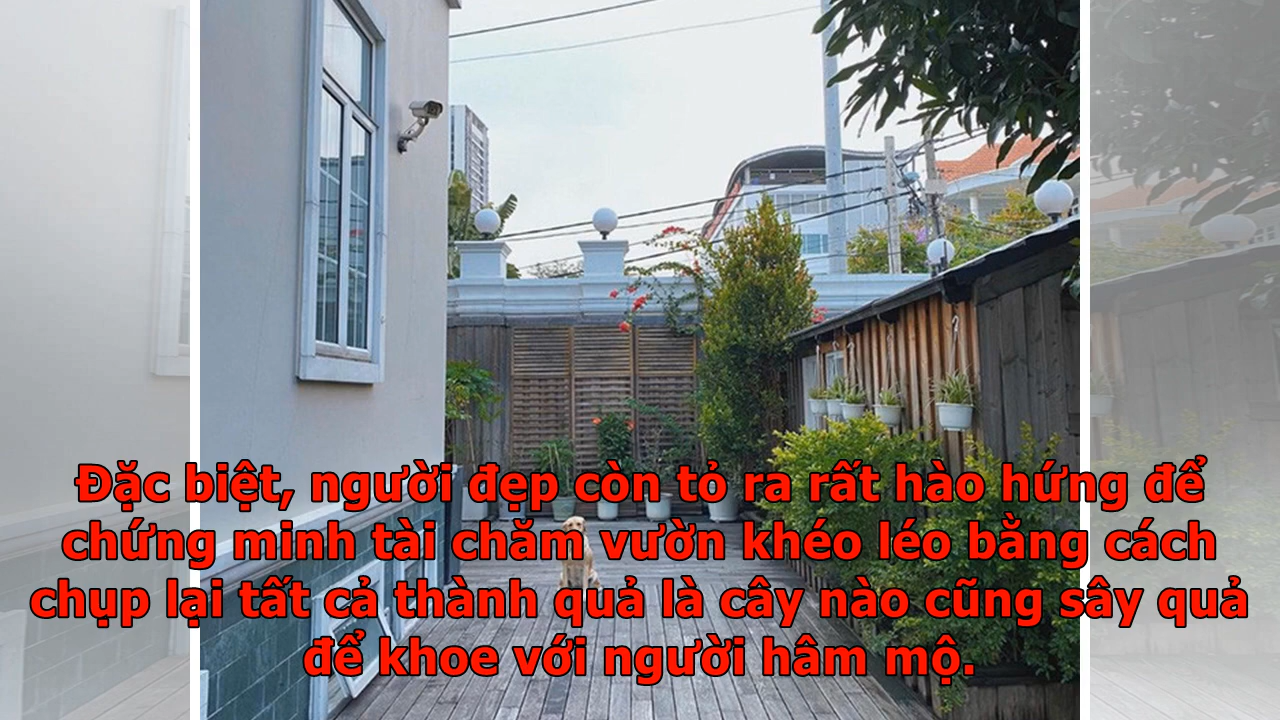 Đặc biệt, người đẹp còn tỏ ra rất hào hứng để
chứng minh tài chăm vườn khéo léo bằng cách
chụp lại tất cả thành quả là cây nào cũng sây quả
để khoe với người hâm mộ.